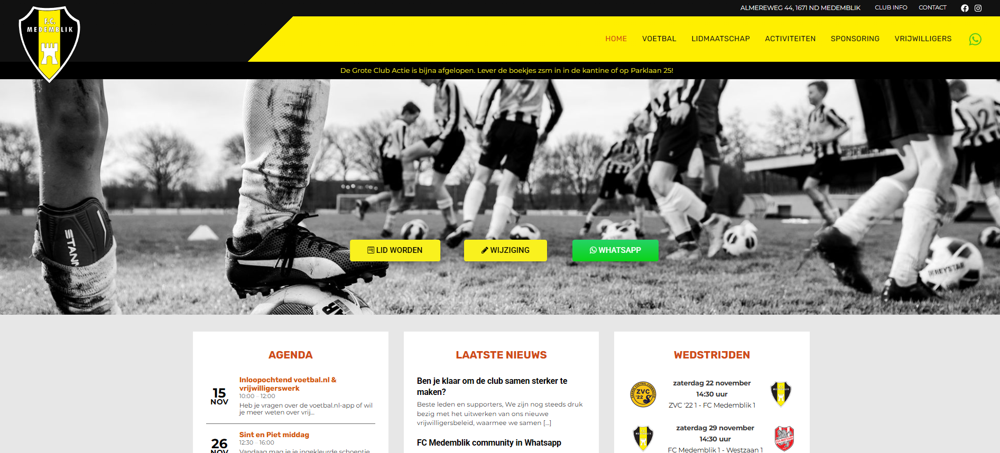 ALMEREWEG 44, 1671 ND MEDEMBLIK CLUB INFO CONTACT
F.C.
MEDEMBLIK
HOME VOETBAL LIDMAATSCHAP ACTIVITEITEN SPONSORING VRIJWILLIGERS
De Grote Club Actie is bijna afgelopen. Lever de boekjes zsm in in de kantine of op Parklaan 25!
STANN
LID WORDEN WIJZIGING WHATSAPP
DERBYSTAR
AGENDA
15
NOV
Inloopochtend voetbal.nl &
vrijwilligerswerk
10:00 – 12:00
Heb je vragen over de voetbal.nl-app of wil
je meer weten over vrij...
26
NOV
Sint en Piet middag
12:30 – 16:00
Vandaag mag je je ingekleurde schoentje
LAATSTE NIEUWS
Ben je klaar om de club samen sterker te
maken?
Beste leden en supporters, We zijn nog steeds druk
bezig met het uitwerken van ons nieuwe
vrijwilligersbeleid, waarmee we samen [...]
FC Medemblik community in Whatsapp
WEDSTRIJDEN
ZVC
'22
zaterdag 22 november
14:30 uur
ZVC '22 1 - FC Medemblik 1
zaterdag 29 november
14:30 uur
FC Medemblik 1 - Westzaan 1